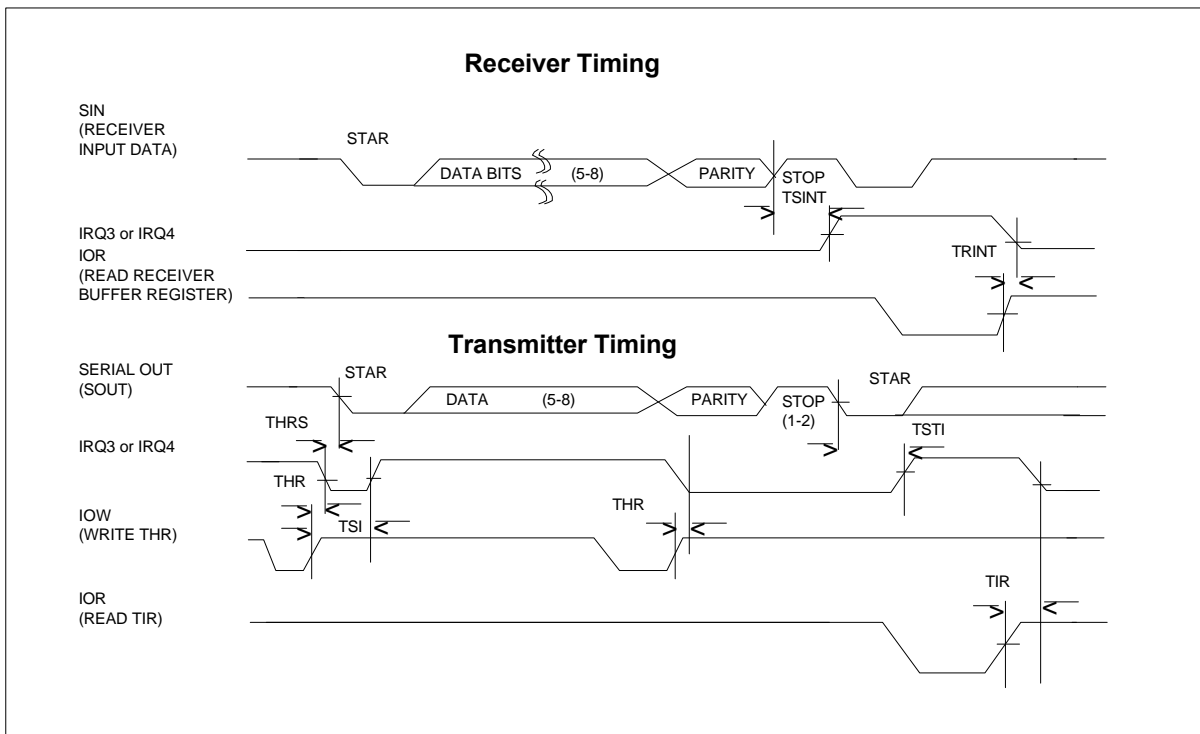 Receiver Timing
SIN
(RECEIVER
INPUT DATA)
STAR
DATA BITS (5-8)
PARITY
STOP
TSINT
IRQ3 or IRQ4
IOR
(READ RECEIVER
BUFFER REGISTER)
TRINT
Transmitter Timing
SERIAL OUT
(SOUT)
STAR
DATA (5-8)
PARITY
STOP
(1-2)
STAR
THRS
TSTI
IRQ3 or IRQ4
THR
THR
IOW
(WRITE THR)
TSI
TIR
IOR
(READ TIR)